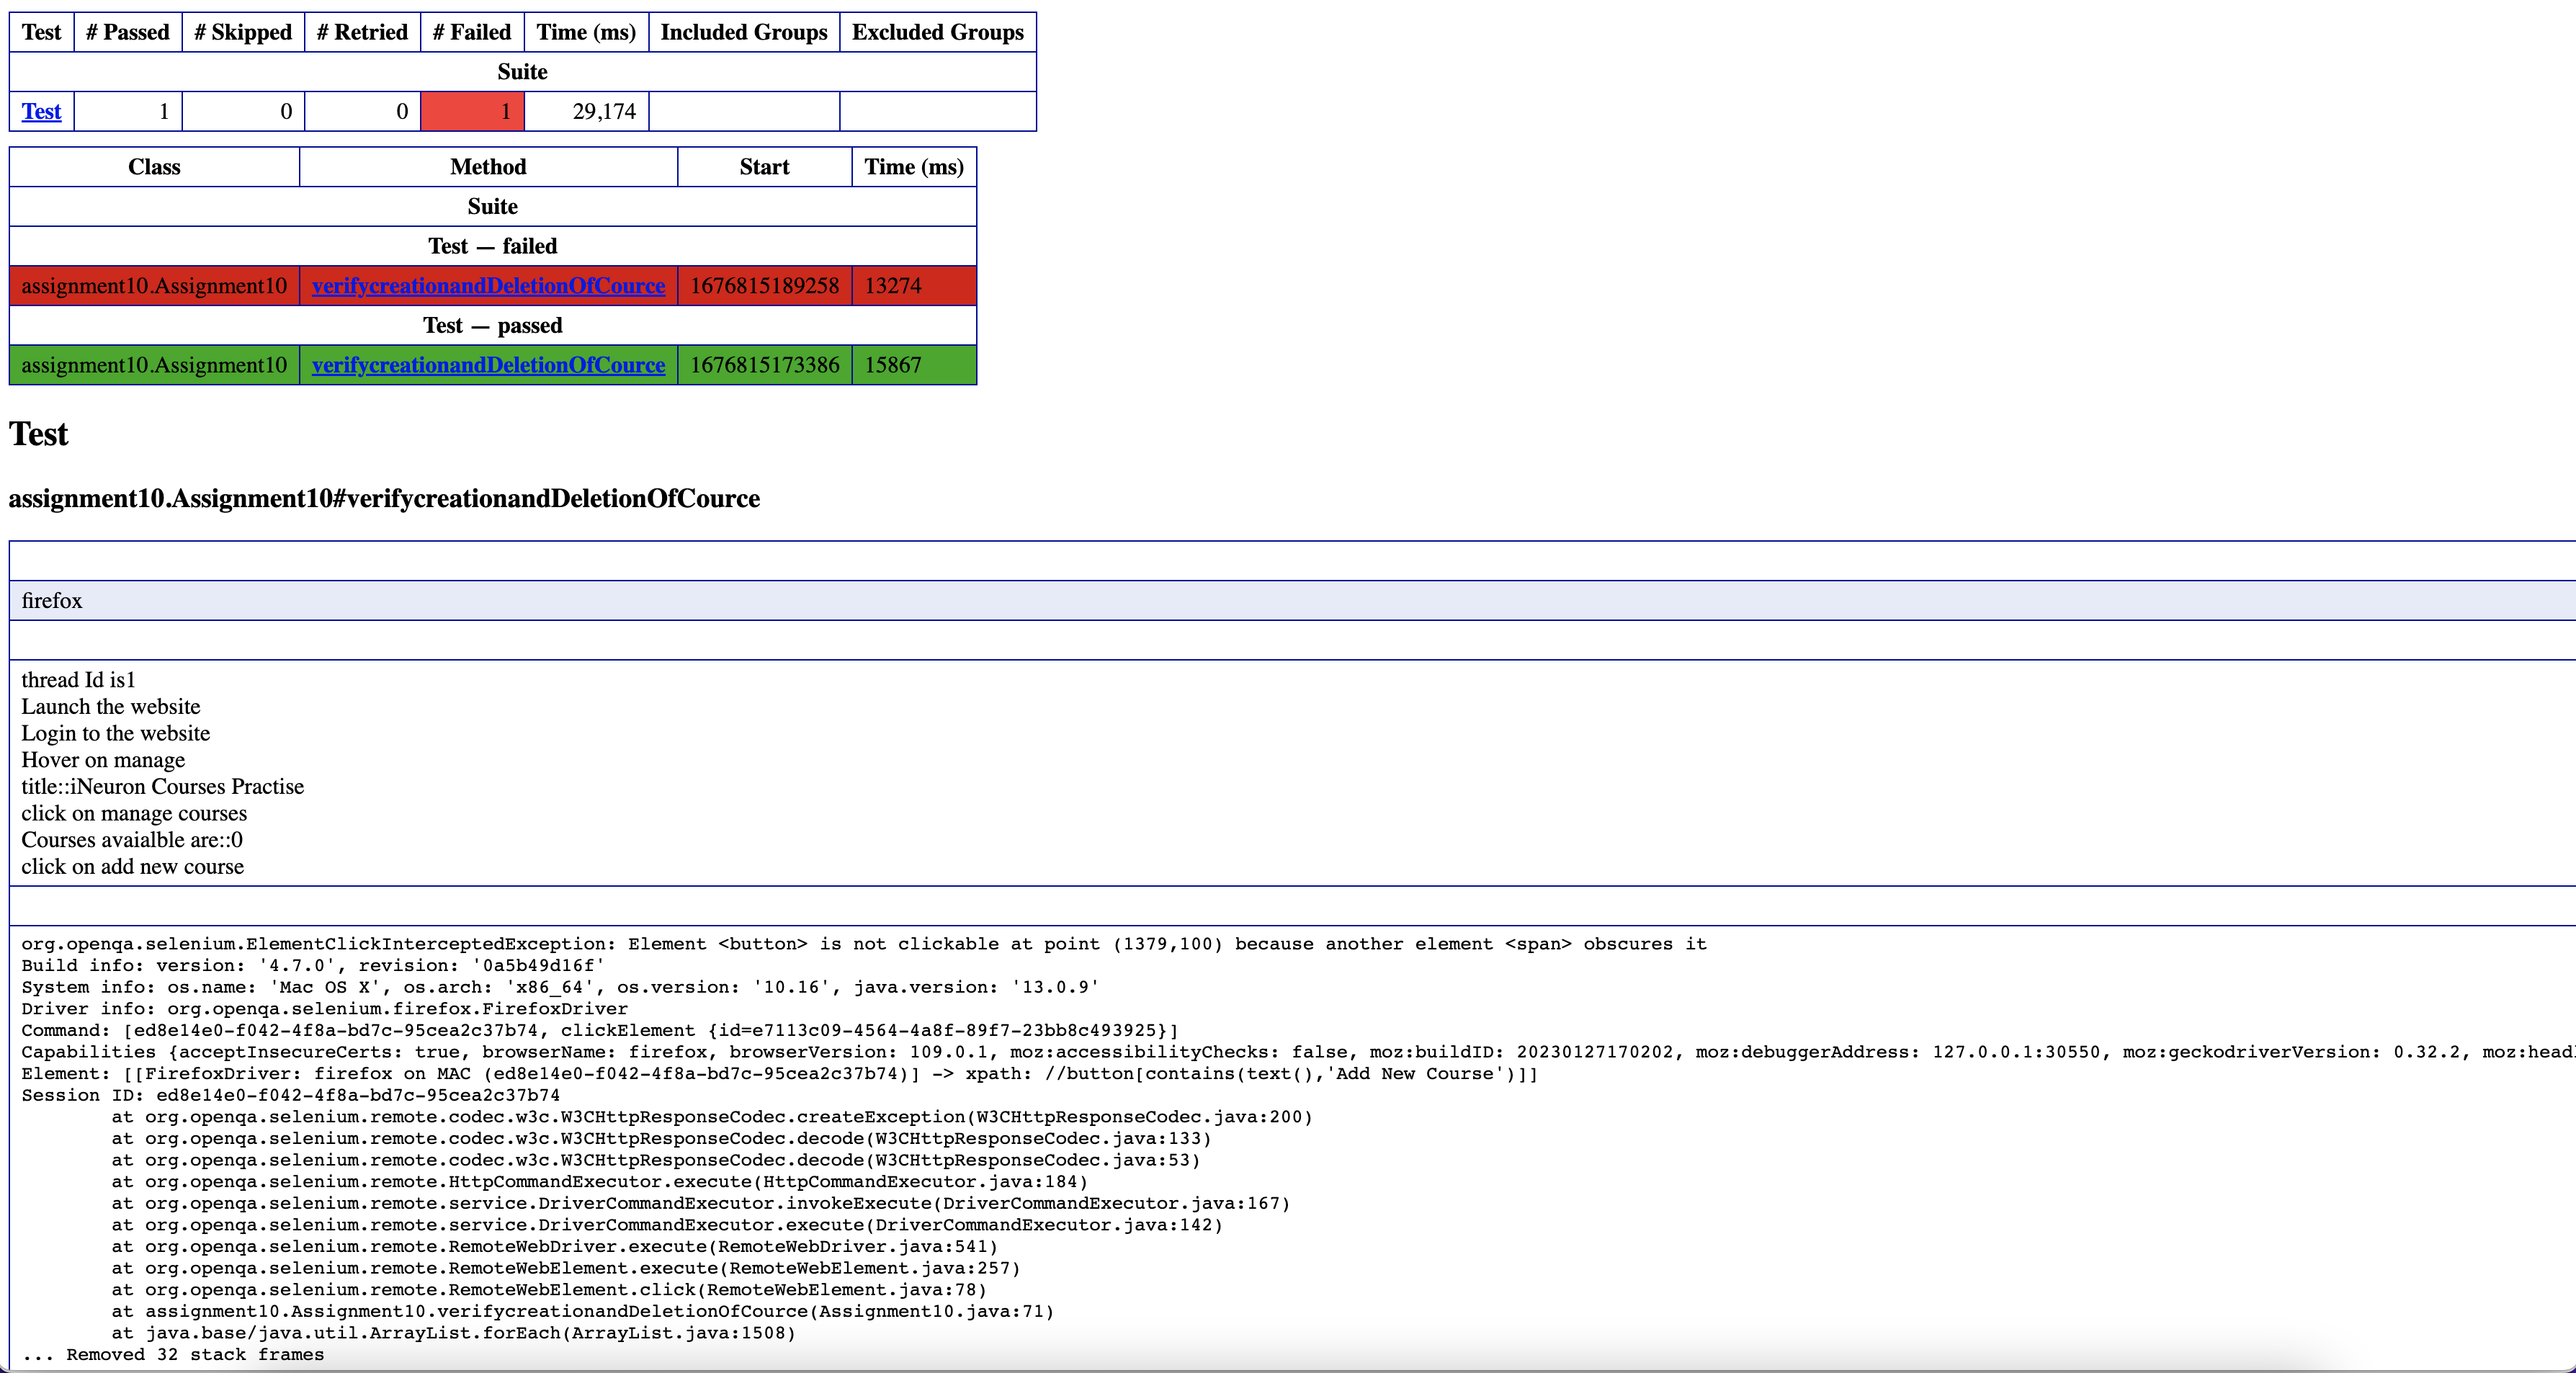 Test # Passed # Skipped # Retried # Failed Time (ms) Included Groups Excluded Groups
Suite
Test 1 0 0 1 29,174
Class Method Start Time (ms)
Suite
Test — failed
assignment10.Assignment10 verifycreationandDeletionOfCource 1676815189258 13274
Test — passed
assignment10.Assignment10 verifycreationandDeletionOfCource 1676815173386 15867
Test
assignment10.Assignment10#verifycreationandDeletionOfCource
firefox
thread Id is1
Launch the website
Login to the website
Hover on manage
title::iNeuron Courses Practise
click on manage courses
Courses avaialble are::0
click on add new course
org.openqa.selenium.ElementClickInterceptedException: Element <button> is not clickable at point (1379,100) because another element <span> obscures it
Build info: version: '4.7.0', revision: '0a5b49d16f'
System info: os.name: 'Mac OS X', os.arch: 'x86_64', os.version: '10.16', java.version: '13.0.9'
Driver info: org.openqa.selenium.firefox.FirefoxDriver
Command: [ed8e14e0-f042-4f8a-bd7c-95cea2c37b74, clickElement {id=e7113c09-4564-4a8f-89f7-23bb8c493925}]
Capabilities {acceptInsecureCerts: true, browserName: firefox, browserVersion: 109.0.1, moz:accessibilityChecks: false, moz:buildID: 20230127170202, moz:debuggerAddress: 127.0.0.1:30550, moz:geckodriverVersion: 0.32.2, moz:head
Element: [[FirefoxDriver: firefox on MAC (ed8e14e0-f042-4f8a-bd7c-95cea2c37b74)] -> xpath: //button[contains(text(),'Add New Course')]]
Session ID: ed8e14e0-f042-4f8a-bd7c-95cea2c37b74
at org.openqa.selenium.remote.codec.w3c.W3CHttpResponseCodec.createException(W3CHttpResponseCodec.java:200)
at org.openqa.selenium.remote.codec.w3c.W3CHttpResponseCodec.decode(W3CHttpResponseCodec.java:133)
at org.openqa.selenium.remote.codec.w3c.W3CHttpResponseCodec.decode(W3CHttpResponseCodec.java:53)
at org.openqa.selenium.remote.HttpCommandExecutor.execute(HttpCommandExecutor.java:184)
at org.openqa.selenium.remote.service.DriverCommandExecutor.invokeExecute(DriverCommandExecutor.java:167)
at org.openqa.selenium.remote.service.DriverCommandExecutor.execute(DriverCommandExecutor.java:142)
at org.openqa.selenium.remote.RemoteWebDriver.execute(RemoteWebDriver.java:541)
at org.openqa.selenium.remote.RemoteWebElement.execute(RemoteWebElement.java:257)
at org.openqa.selenium.remote.RemoteWebElement.click(RemoteWebElement.java:78)
at assignment10.Assignment10.verifycreationandDeletionOfCource(Assignment10.java:71)
at java.base/java.util.ArrayList.forEach(ArrayList.java:1508)
... Removed 32 stack frames